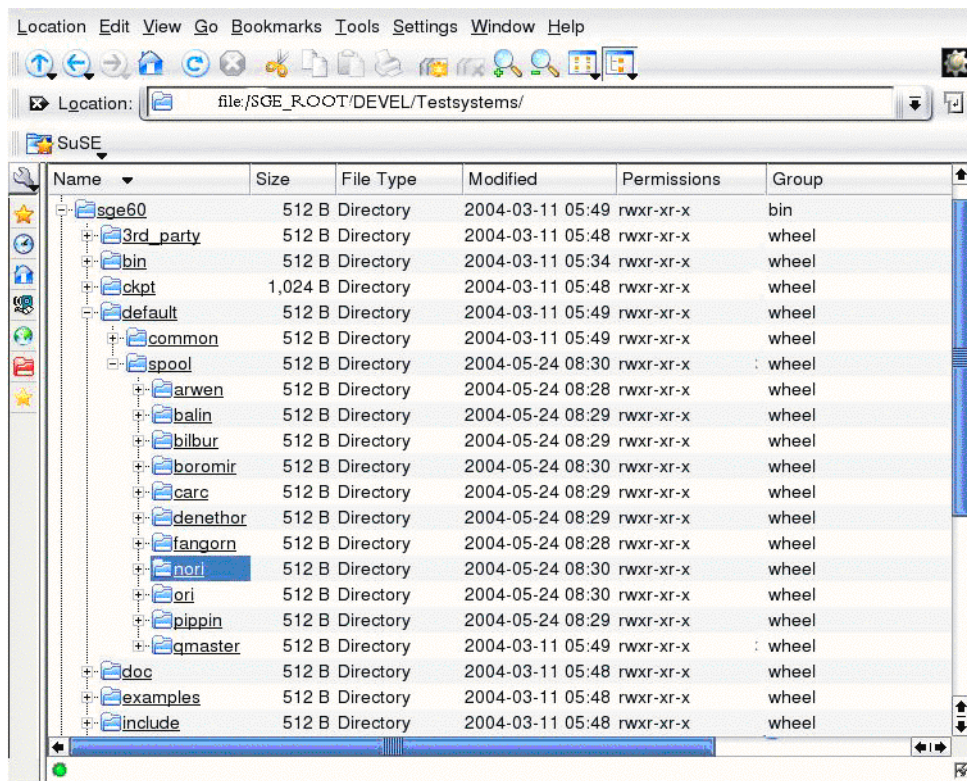 Location Edit View Go Bookmarks Tools Settings Window Help
Location: file:/SGE_ROOT/DEVEL/Testsystems/
SuSE
Name Size File Type Modified Permissions Group
sge60 512 B Directory 2004-03-11 05:49 rwxr-xr-x bin
3rd_party 512 B Directory 2004-03-11 05:48 rwxr-xr-x wheel
bin 512 B Directory 2004-03-11 05:34 rwxr-xr-x wheel
ckpt 1,024 B Directory 2004-03-11 05:48 rwxr-xr-x wheel
default 512 B Directory 2004-03-11 05:49 rwxr-xr-x wheel
common 512 B Directory 2004-03-11 05:49 rwxr-xr-x wheel
spool 512 B Directory 2004-05-24 08:30 rwxr-xr-x wheel
arwen 512 B Directory 2004-05-24 08:28 rwxr-xr-x wheel
balin 512 B Directory 2004-05-24 08:29 rwxr-xr-x wheel
bilbur 512 B Directory 2004-05-24 08:29 rwxr-xr-x wheel
boromir 512 B Directory 2004-05-24 08:30 rwxr-xr-x wheel
carc 512 B Directory 2004-05-24 08:29 rwxr-xr-x wheel
denethor 512 B Directory 2004-05-24 08:29 rwxr-xr-x wheel
fangorn 512 B Directory 2004-05-24 08:28 rwxr-xr-x wheel
nori 512 B Directory 2004-05-24 08:30 rwxr-xr-x wheel
ori 512 B Directory 2004-05-24 08:30 rwxr-xr-x wheel
pippin 512 B Directory 2004-05-24 08:29 rwxr-xr-x wheel
qmaster 512 B Directory 2004-03-11 05:49 rwxr-xr-x wheel
doc 512 B Directory 2004-03-11 05:48 rwxr-xr-x wheel
examples 512 B Directory 2004-03-11 05:48 rwxr-xr-x wheel
include 512 B Directory 2004-03-11 05:48 rwxr-xr-x wheel